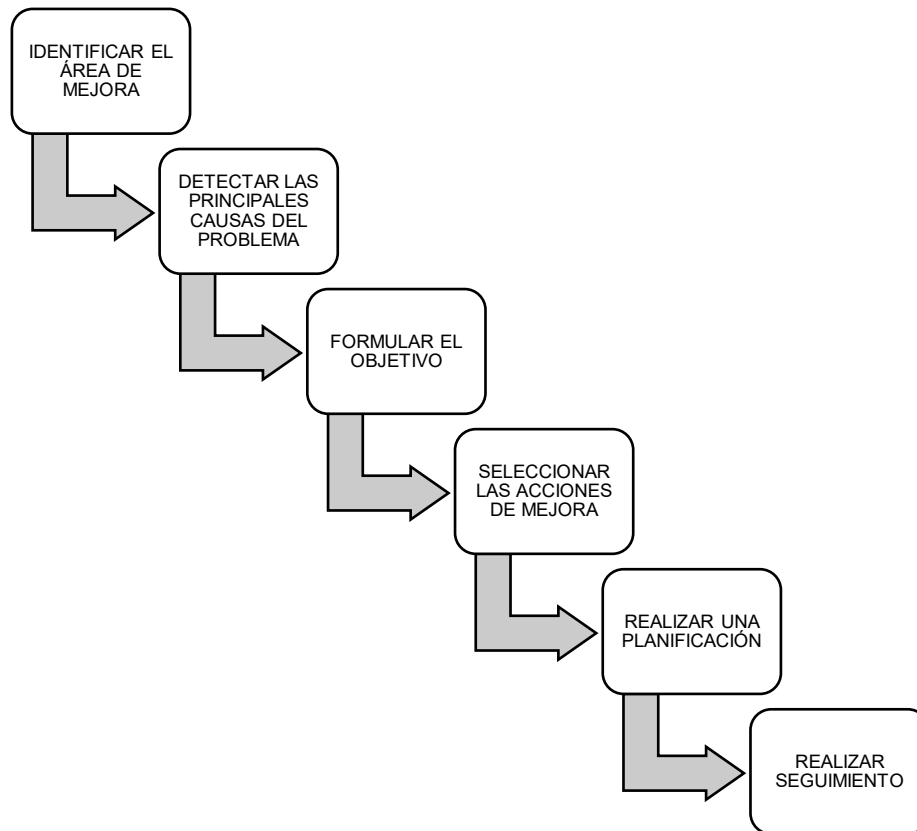 IDENTIFICAR EL
ÁREA DE
MEJORA
DETECTAR LAS
PRINCIPALES
CAUSAS DEL
PROBLEMA
FORMULAR EL
OBJETIVO
SELECCIONAR
LAS ACCIONES
DE MEJORA
REALIZAR UNA
PLANIFICACIÓN
REALIZAR
SEGUIMIENTO